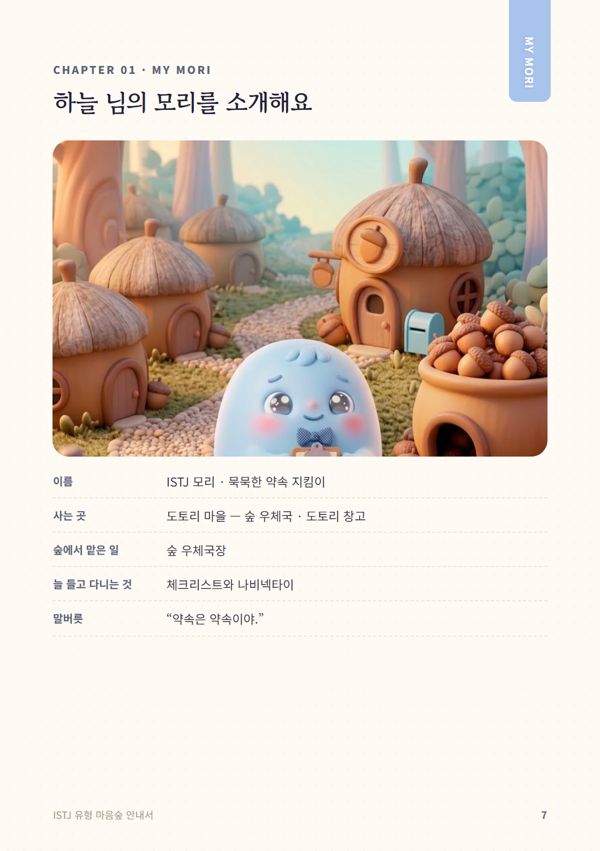 MY MORI
CHAPTER 01 · MY MORI
하늘 님의 모리를 소개해요
이름 ISTJ 모리 · 묵묵한 약속 지킴이
사는 곳 도토리 마을 — 숲 우체국 · 도토리 창고
숲에서 맡은 일 숲 우체국장
늘 들고 다니는 것 체크리스트와 나비넥타이
말버릇 “약속은 약속이야.”
ISTJ 유형 마음숲 안내서 7